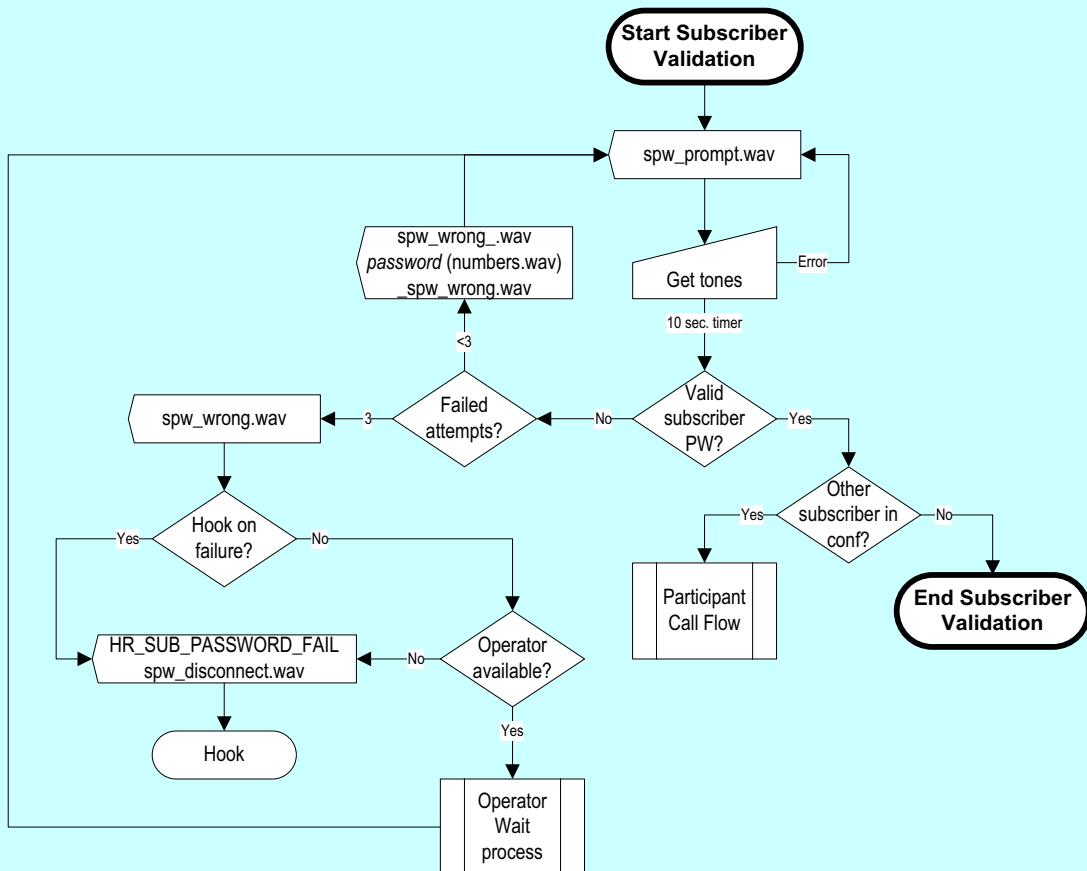 Start Subscriber
Validation
spw_prompt.wav
spw_wrong_.wav
password (numbers.wav)
_spw_wrong.wav
Get tones
Error
10 sec. timer
<3
Valid
subscriber
PW?
Failed
attempts?
spw_wrong.wav
3
No
Yes
Other
subscriber in
conf?
Yes
No
Hook on
failure?
Yes
No
Participant
Call Flow
End Subscriber
Validation
HR_SUB_PASSWORD_FAIL
spw_disconnect.wav
No
Operator
available?
Yes
Hook
Operator
Wait
process